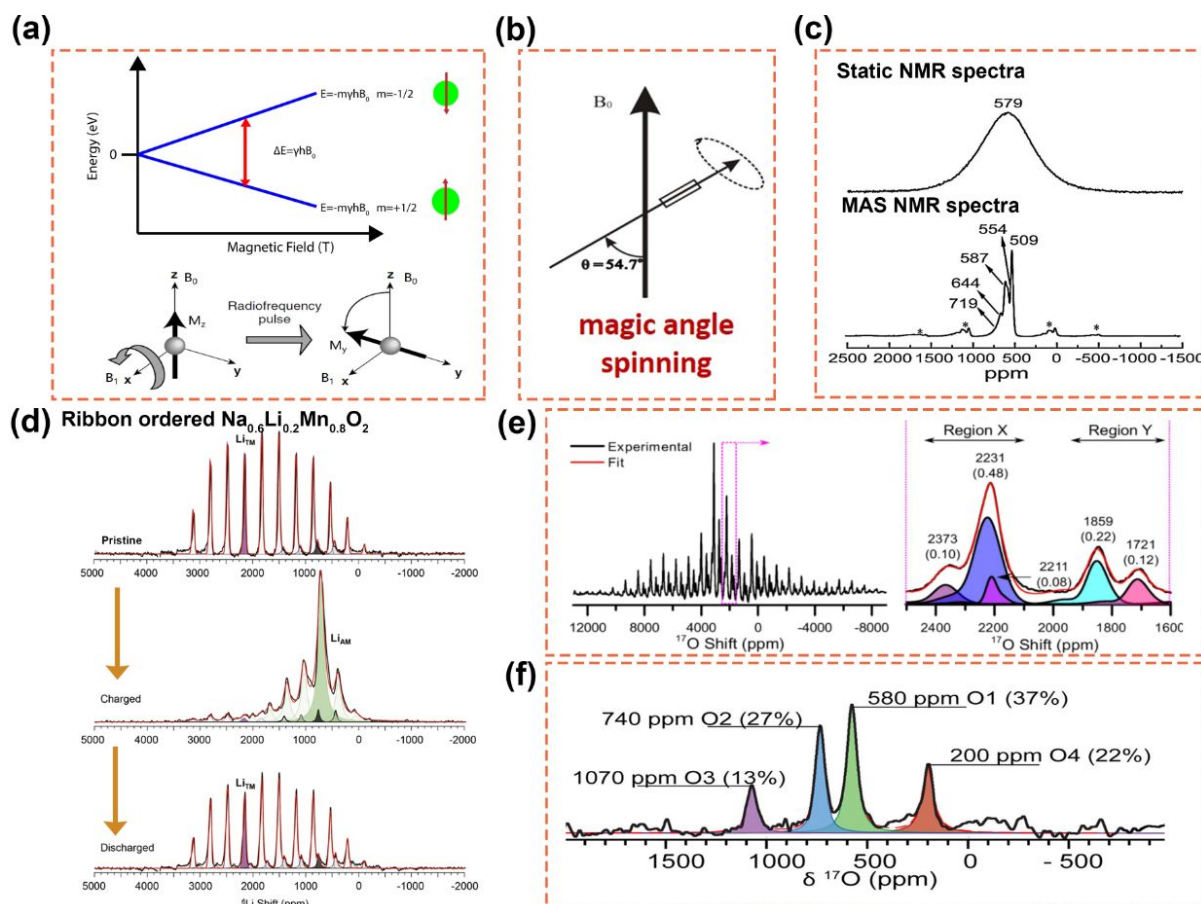 (a)
Energy (eV)
0
E=-mγhB₀ m=-1/2
ΔE=γhB₀
E=-mγhB₀ m=+1/2
Magnetic Field (T)
z B₀
Mz
B₁ x
y
Radiofrequency
pulse
z B₀
My
B₁ x
y
(b)
B₀
θ=54.7°
magic angle
spinning
(c)
Static NMR spectra
579
MAS NMR spectra
554
509
587
644
719
* * * *
2500 1500 1000 500 0 -500 -1000 -1500
ppm
(d) Ribbon ordered Na₀.₆Li₀.₂Mn₀.₈O₂
LiTM
Pristine
5000 4000 3000 2000 1000 0 -1000 -2000
LiAM
Charged
5000 4000 3000 2000 1000 0 -1000 -2000
LiTM
Discharged
5000 4000 3000 2000 1000 0 -1000 -2000
Li Shift (ppm)
(e)
Experimental
Fit
12000 8000 4000 0 -4000 -8000
¹⁷O Shift (ppm)
Region X Region Y
2231
(0.48)
2373
(0.10)
2211
(0.08)
1859
(0.22)
1721
(0.12)
2400 2200 2000 1800 1600
¹⁷O Shift (ppm)
(f)
580 ppm O1 (37%)
740 ppm O2 (27%)
200 ppm O4 (22%)
1070 ppm O3 (13%)
1500 1000 500 0 - 500
δ ¹⁷O (ppm)